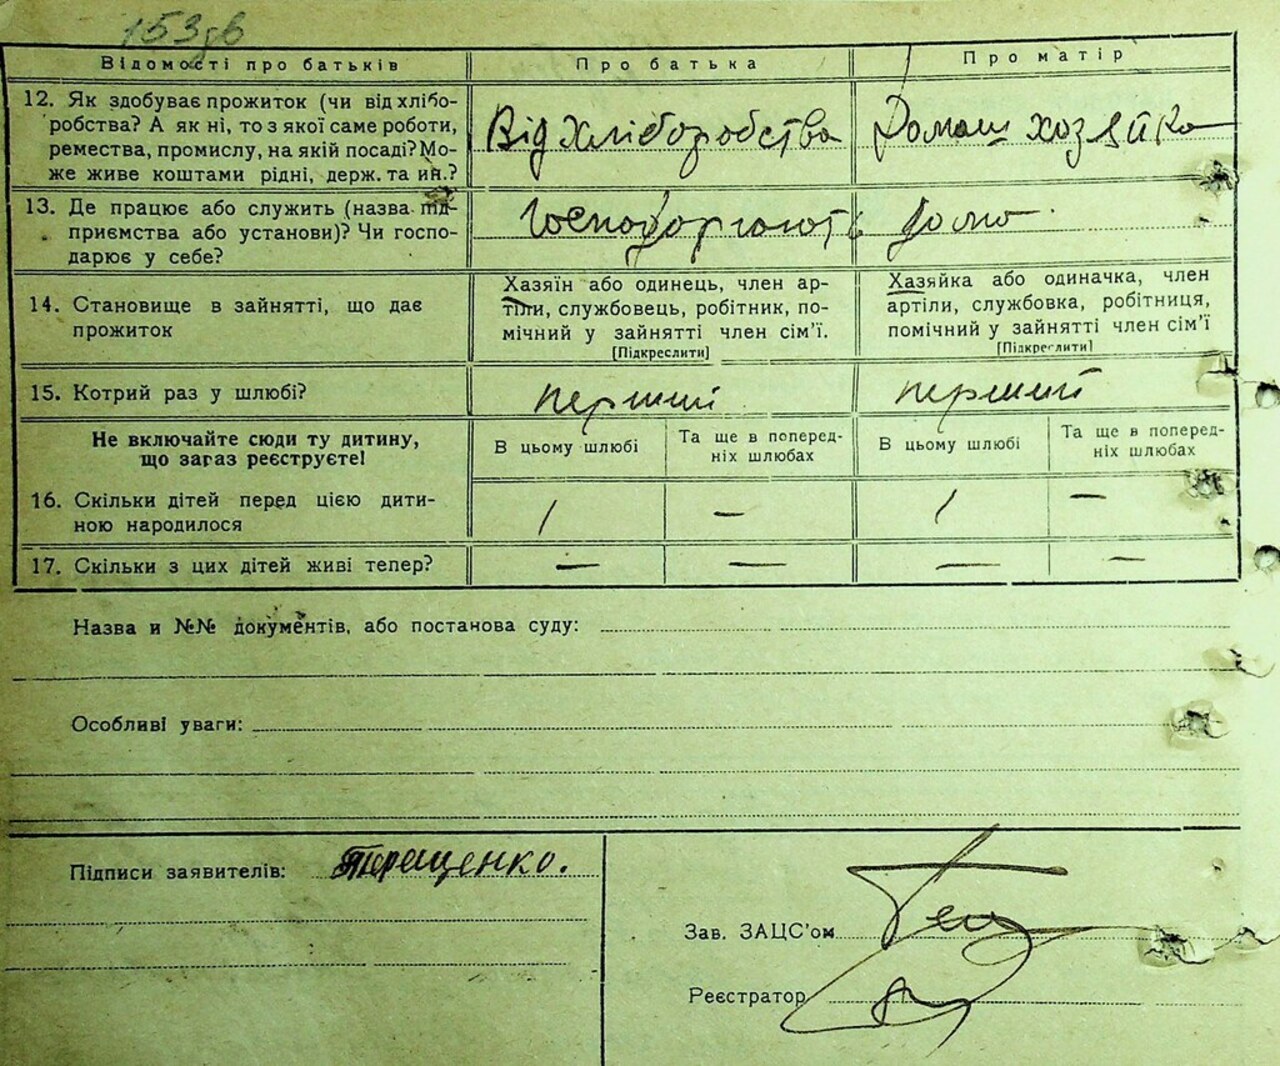 153 зв
Відомості про батьків Про батька Про матір
12. Як здобуває прожиток (чи від хлібо-
робства? А як ні, то з якої саме роботи,
ремества, промислу, на якій посаді? Мо-
же живе коштами рідні, держ. та ин.?
Від хліборобства
Домаш хозяйка
13. Де працює або служить (назва під-
приємства або установи)? Чи госпо-
дарює у себе?
Господорюють
дома
14. Становище в зайнятті, що дає
прожиток
Хазяїн або одинець, член ар-
тіли, службовець, робітник, по-
мічний у зайнятті член сім’ї.
[Підкреслити]
Хазяйка або одиначка, член
артіли, службовка, робітниця,
помічний у зайнятті член сім’ї
[Підкреслити]
15. Котрий раз у шлюбі?
перший
перший
Не включайте сюди ту дитину,
що зараз реєструєте!
В цьому шлюбі
Та ще в поперед-
ніх шлюбах
В цьому шлюбі
Та ще в поперед-
ніх шлюбах
16. Скільки дітей перед цією дити-
ною народилося
1 — 1 —
17. Скільки з цих дітей живі тепер?
— — — —
Назва и №№ документів, або постанова суду:
Особливі уваги:
Підписи заявителів: Терещенко.
Зав. ЗАЦС’ом
Реєстратор